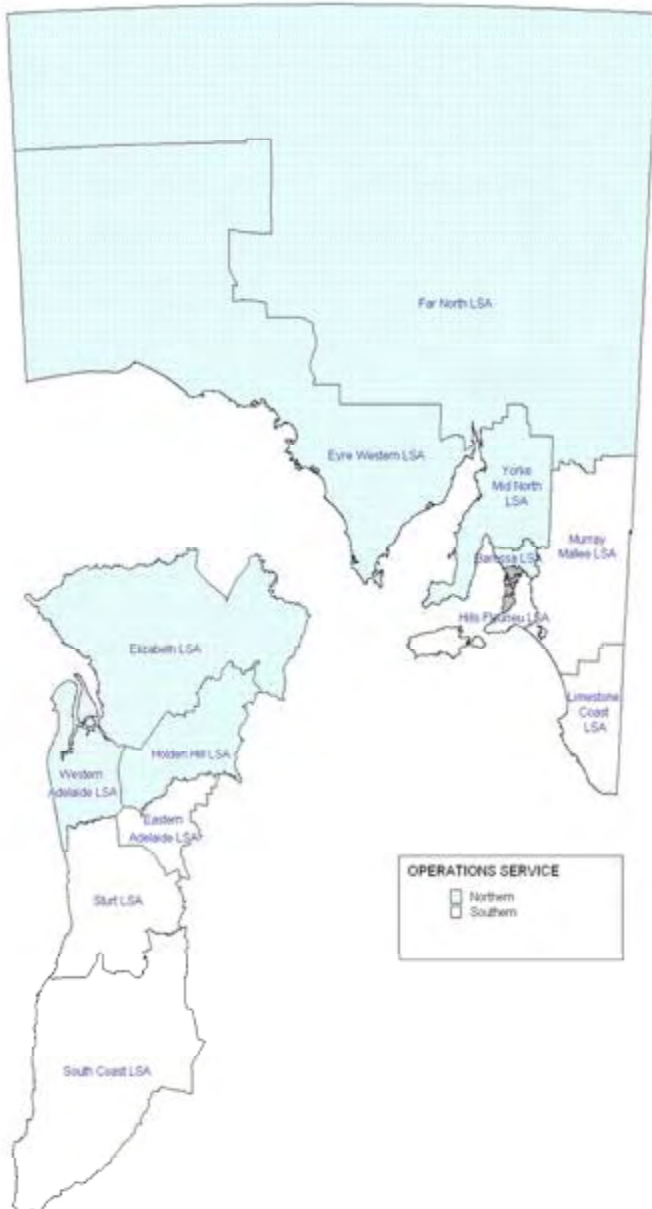 Far North LSA
Eyre Western LSA
Yorke
Mid North
LSA
Murray
Mallee LSA
Barossa LSA
Hills Fleurieu LSA
Limestone
Coast
LSA
Elizabeth LSA
Holden Hill LSA
Western
Adelaide LSA
Eastern
Adelaide LSA
Sturt LSA
South Coast LSA
OPERATIONS SERVICE
Northern
Southern